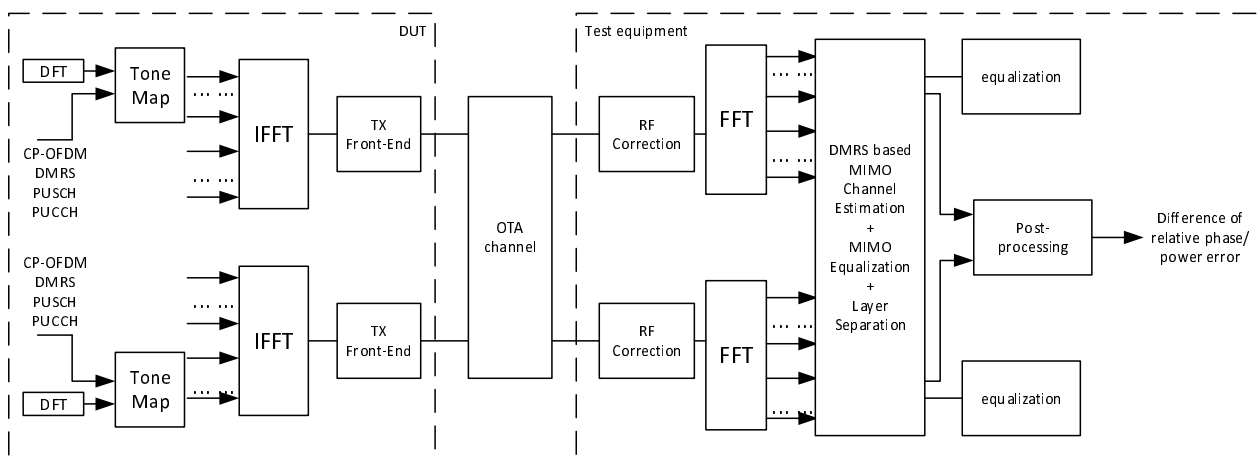 DUT
Test equipment
DFT
Tone
Map
... ...
... ...
IFFT
TX
Front-End
CP-OFDM
DMRS
PUSCH
PUCCH
OTA
channel
RF
Correction
FFT
... ...
... ...
DMRS based
MIMO
Channel
Estimation
+
MIMO
Equalization
+
Layer
Separation
equalization
Post-
processing
Difference of
relative phase/
power error
CP-OFDM
DMRS
PUSCH
PUCCH
Tone
Map
DFT
... ...
... ...
IFFT
TX
Front-End
RF
Correction
FFT
... ...
... ...
equalization